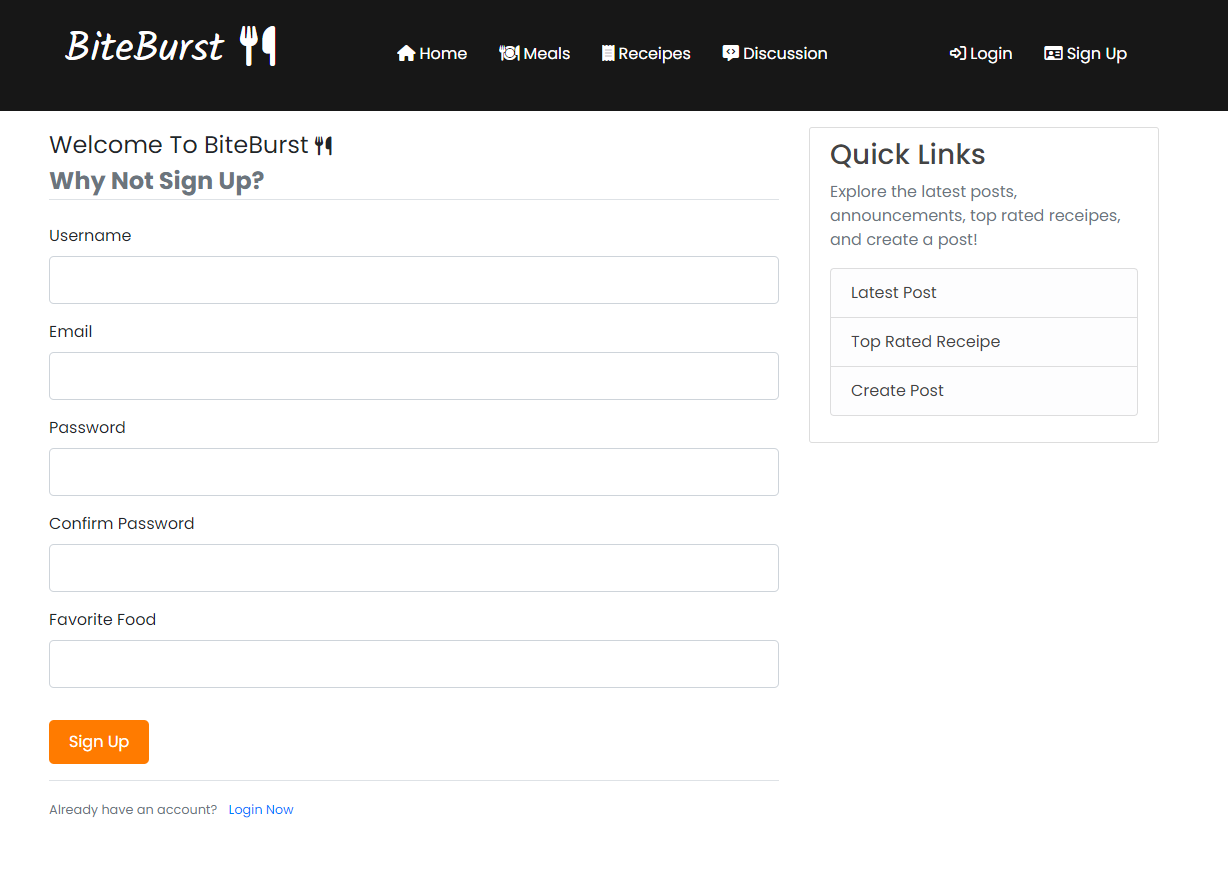 BiteBurst
Home Meals Receipes Discussion Login Sign Up
Welcome To BiteBurst
Why Not Sign Up?
Username
Email
Password
Confirm Password
Favorite Food
Sign Up
Already have an account? Login Now
Quick Links
Explore the latest posts,
announcements, top rated receipes,
and create a post!
Latest Post
Top Rated Receipe
Create Post